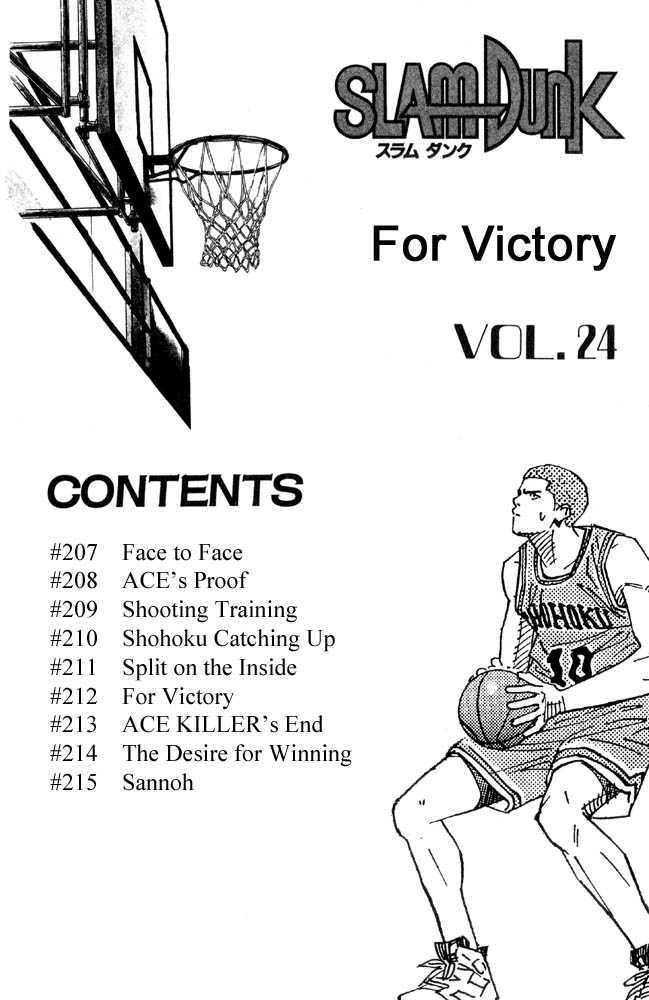 SLAM DUNK
スラム ダンク
For Victory
VOL. 24
CONTENTS
#207 Face to Face
#208 ACE's Proof
#209 Shooting Training
#210 Shohoku Catching Up
#211 Split on the Inside
#212 For Victory
#213 ACE KILLER's End
#214 The Desire for Winning
#215 Sannoh
SHOHOKU
10